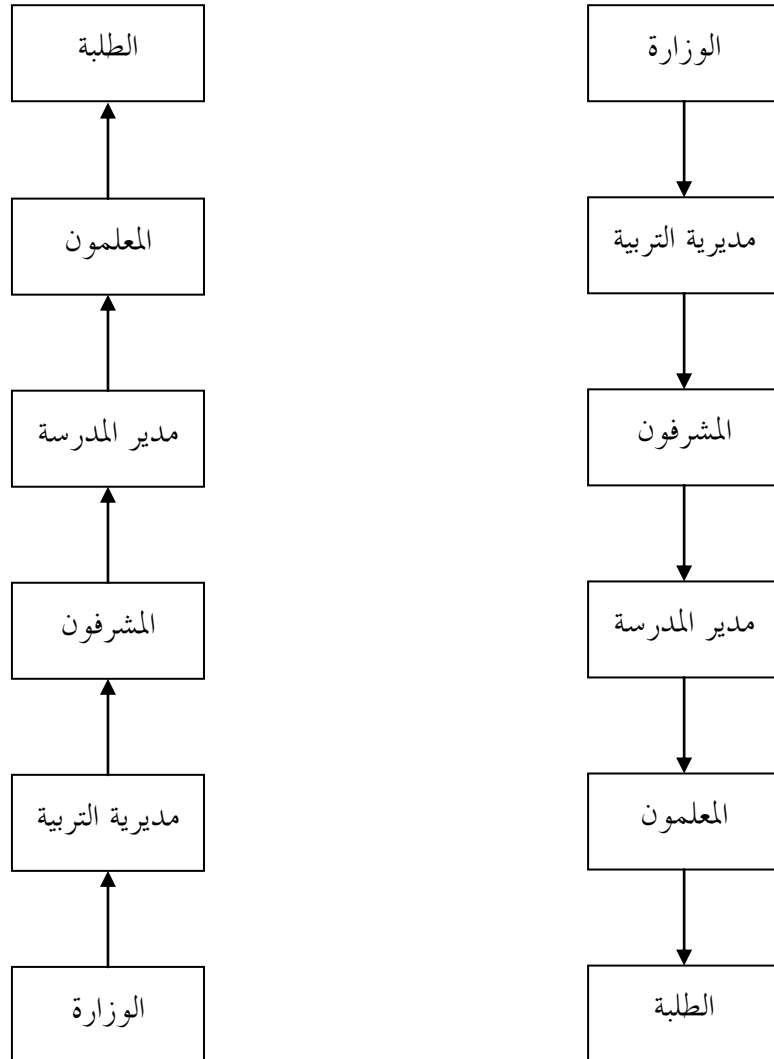 الوزارة
مديرية التربية
المشرفون
مدير المدرسة
المعلمون
الطلبة
الطلبة
المعلمون
مدير المدرسة
المشرفون
مديرية التربية
الوزارة